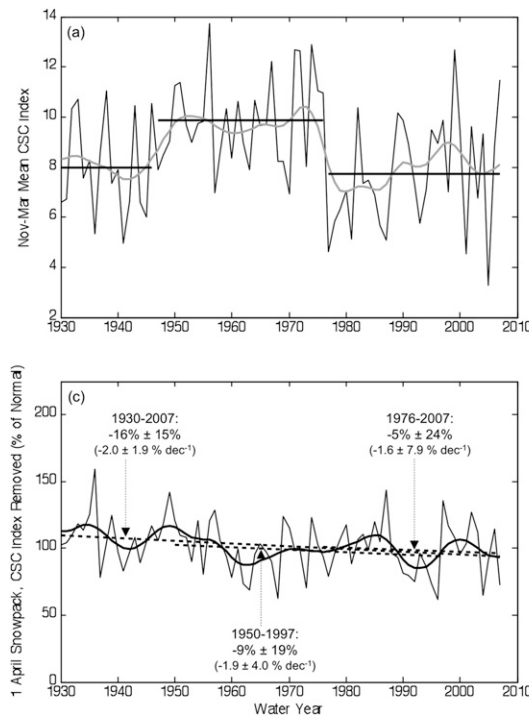 (a)
Nov-Mar Mean CSC Index
14
12
10
8
6
4
2
1930 1940 1950 1960 1970 1980 1990 2000 2010
(c)
1 April Snowpack, CSC Index Removed (% of Normal)
200
150
100
50
0
1930-2007:
-16% ± 15%
(-2.0 ± 1.9 % dec⁻¹)
1976-2007:
-5% ± 24%
(-1.6 ± 7.9 % dec⁻¹)
1950-1997:
-9% ± 19%
(-1.9 ± 4.0 % dec⁻¹)
1930 1940 1950 1960 1970 1980 1990 2000 2010
Water Year